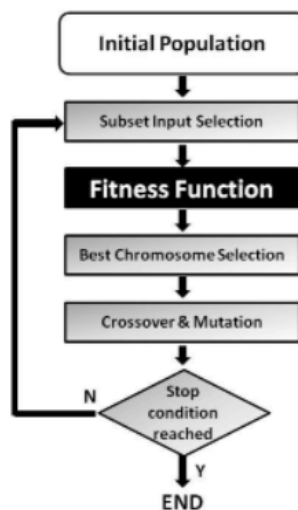 Initial Population
Subset Input Selection
Fitness Function
Best Chromosome Selection
Crossover & Mutation
N
Stop
condition
reached
Y
END